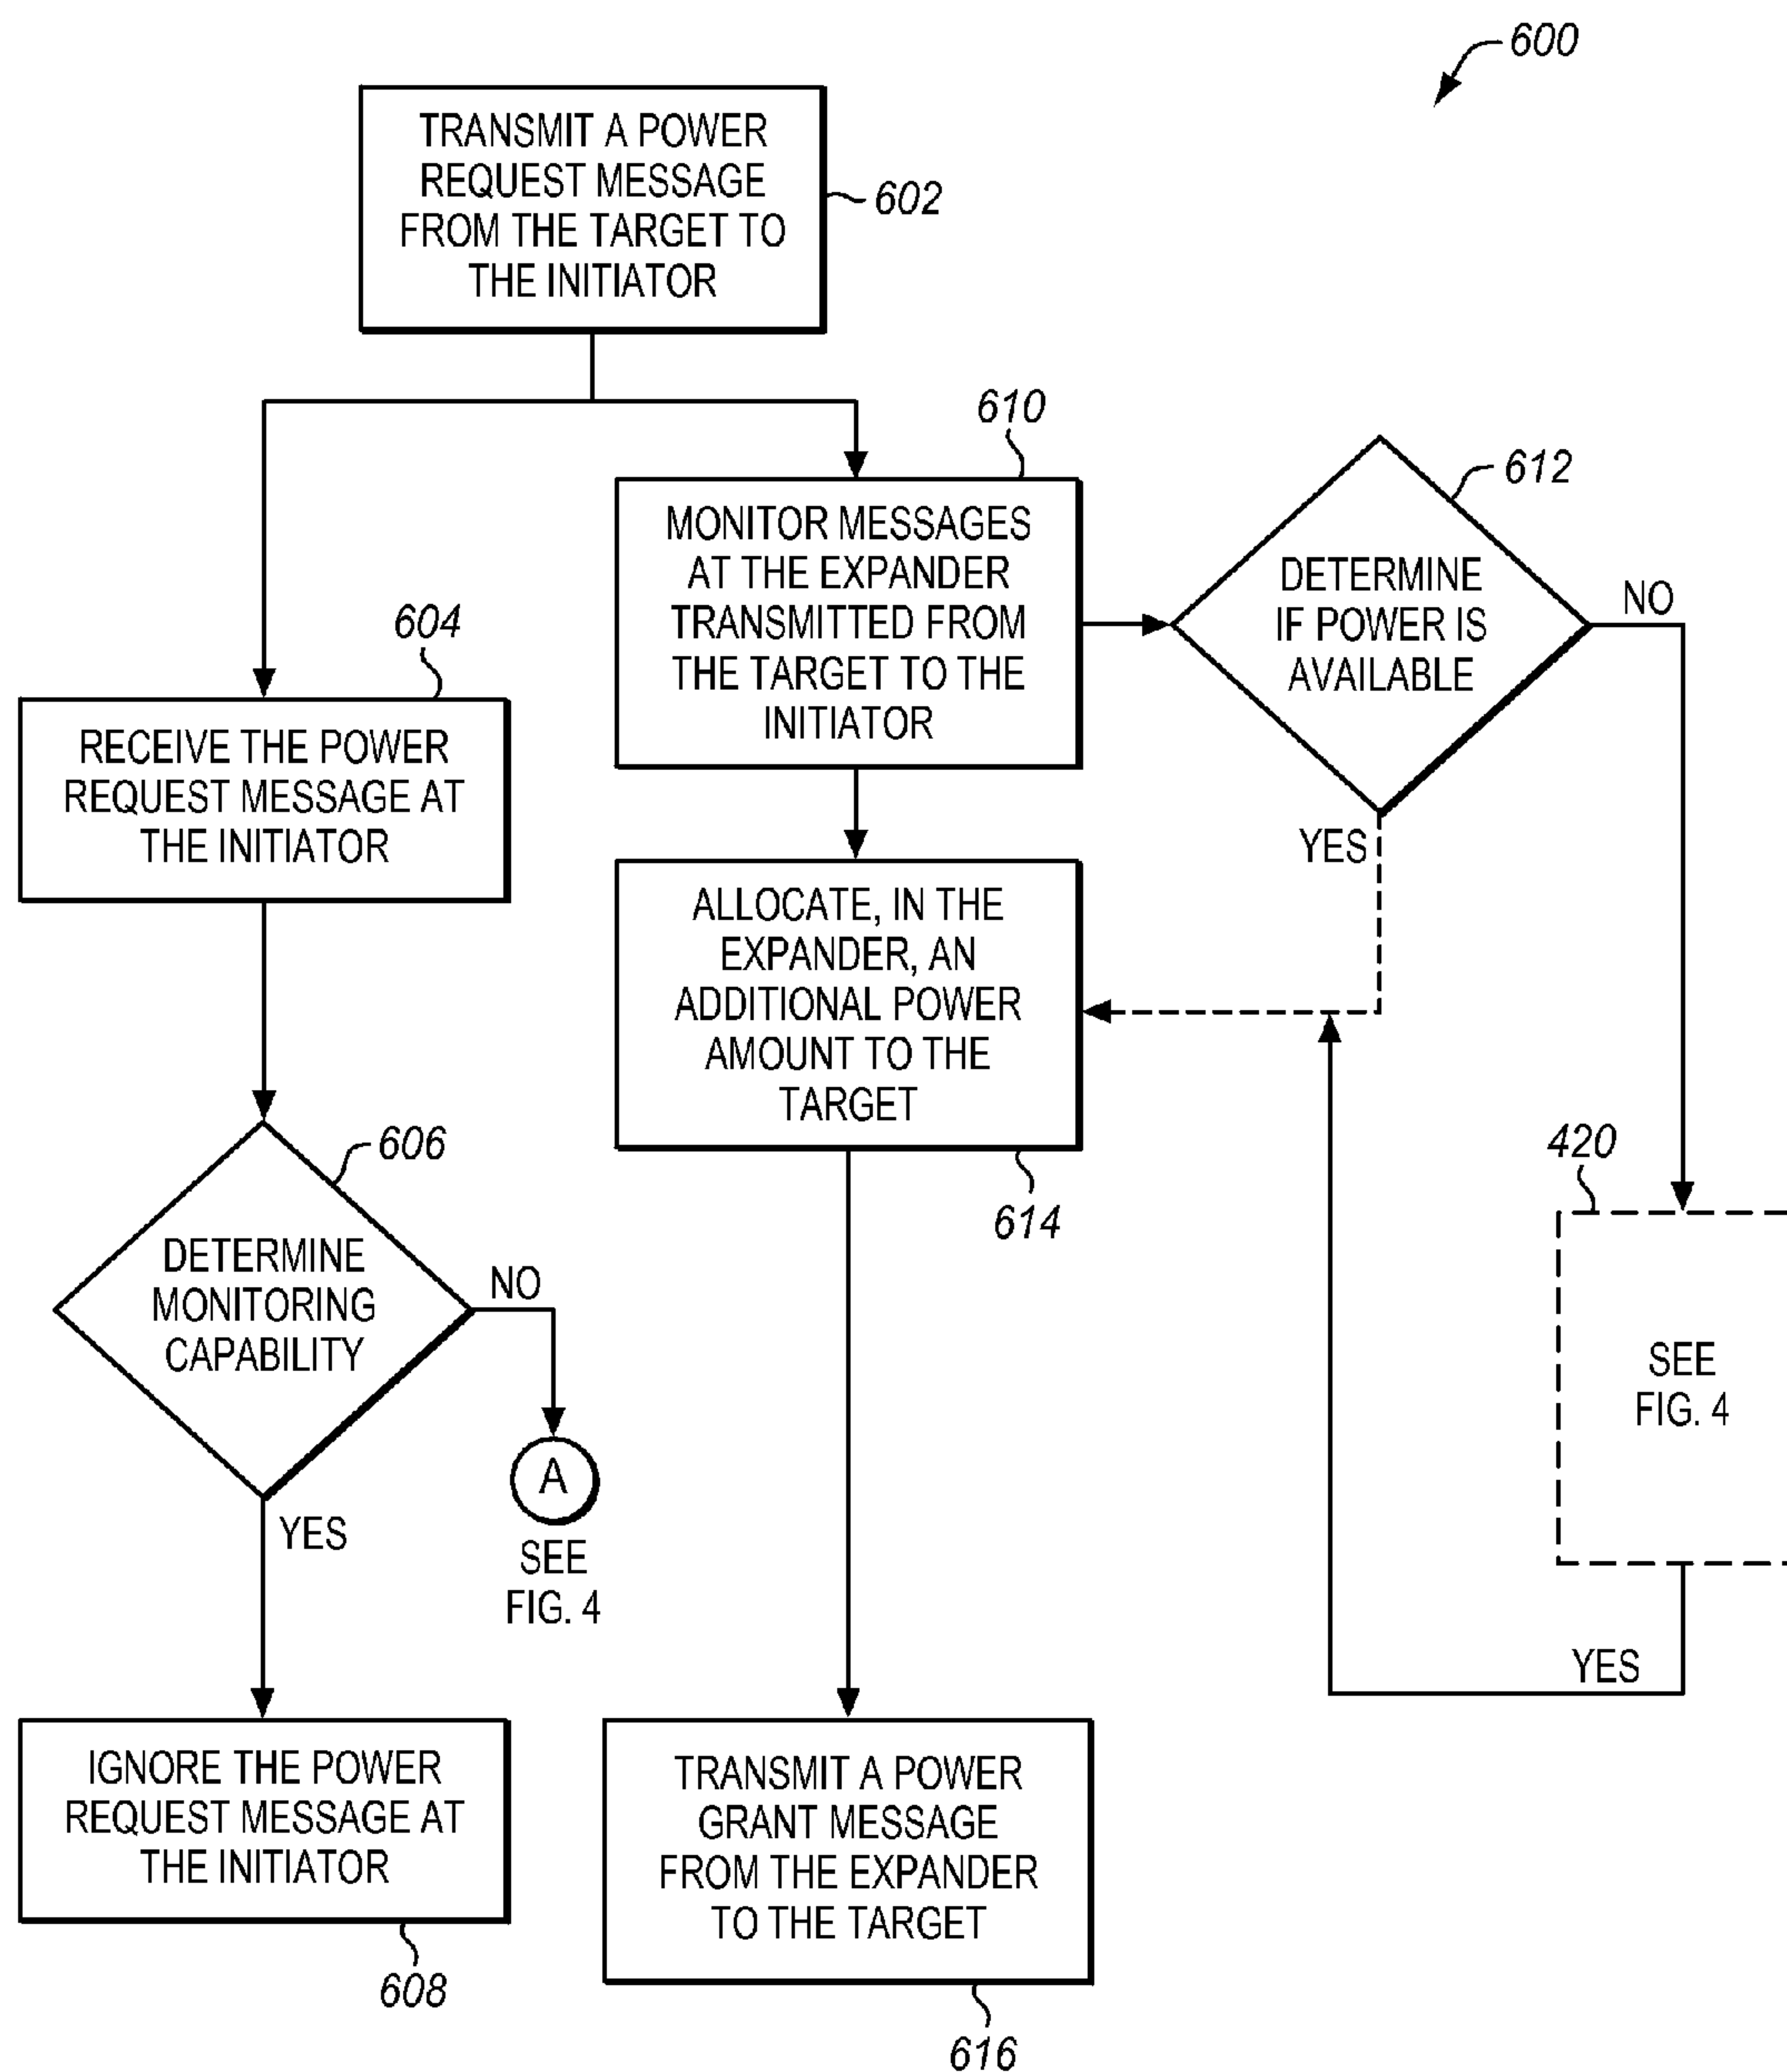 600
TRANSMIT A POWER
REQUEST MESSAGE
FROM THE TARGET TO
THE INITIATOR
602
610
MONITOR MESSAGES
AT THE EXPANDER
TRANSMITTED FROM
THE TARGET TO THE
INITIATOR
612
DETERMINE
IF POWER IS
AVAILABLE
NO
YES
604
RECEIVE THE POWER
REQUEST MESSAGE AT
THE INITIATOR
ALLOCATE, IN THE
EXPANDER, AN
ADDITIONAL POWER
AMOUNT TO THE
TARGET
614
606
DETERMINE
MONITORING
CAPABILITY
NO
YES
A
SEE
FIG. 4
420
SEE
FIG. 4
YES
IGNORE THE POWER
REQUEST MESSAGE AT
THE INITIATOR
608
TRANSMIT A POWER
GRANT MESSAGE
FROM THE EXPANDER
TO THE TARGET
616